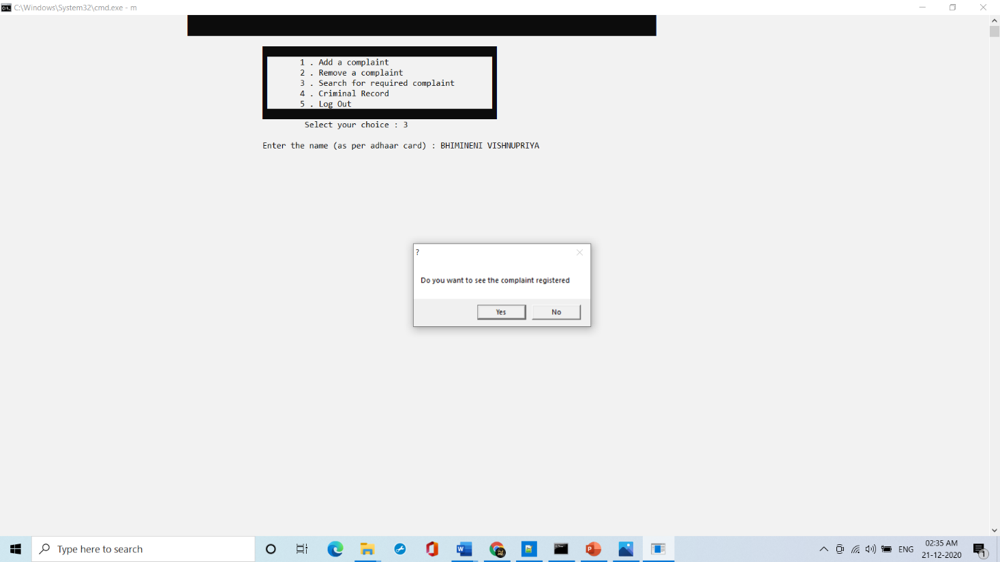 C:\Windows\System32\cmd.exe - m
1 . Add a complaint
2 . Remove a complaint
3 . Search for required complaint
4 . Criminal Record
5 . Log Out
Select your choice : 3
Enter the name (as per adhaar card) : BHIMINENI VISHNUPRIYA
?
Do you want to see the complaint registered
Yes No
Type here to search
ENG
02:35 AM
21-12-2020
1